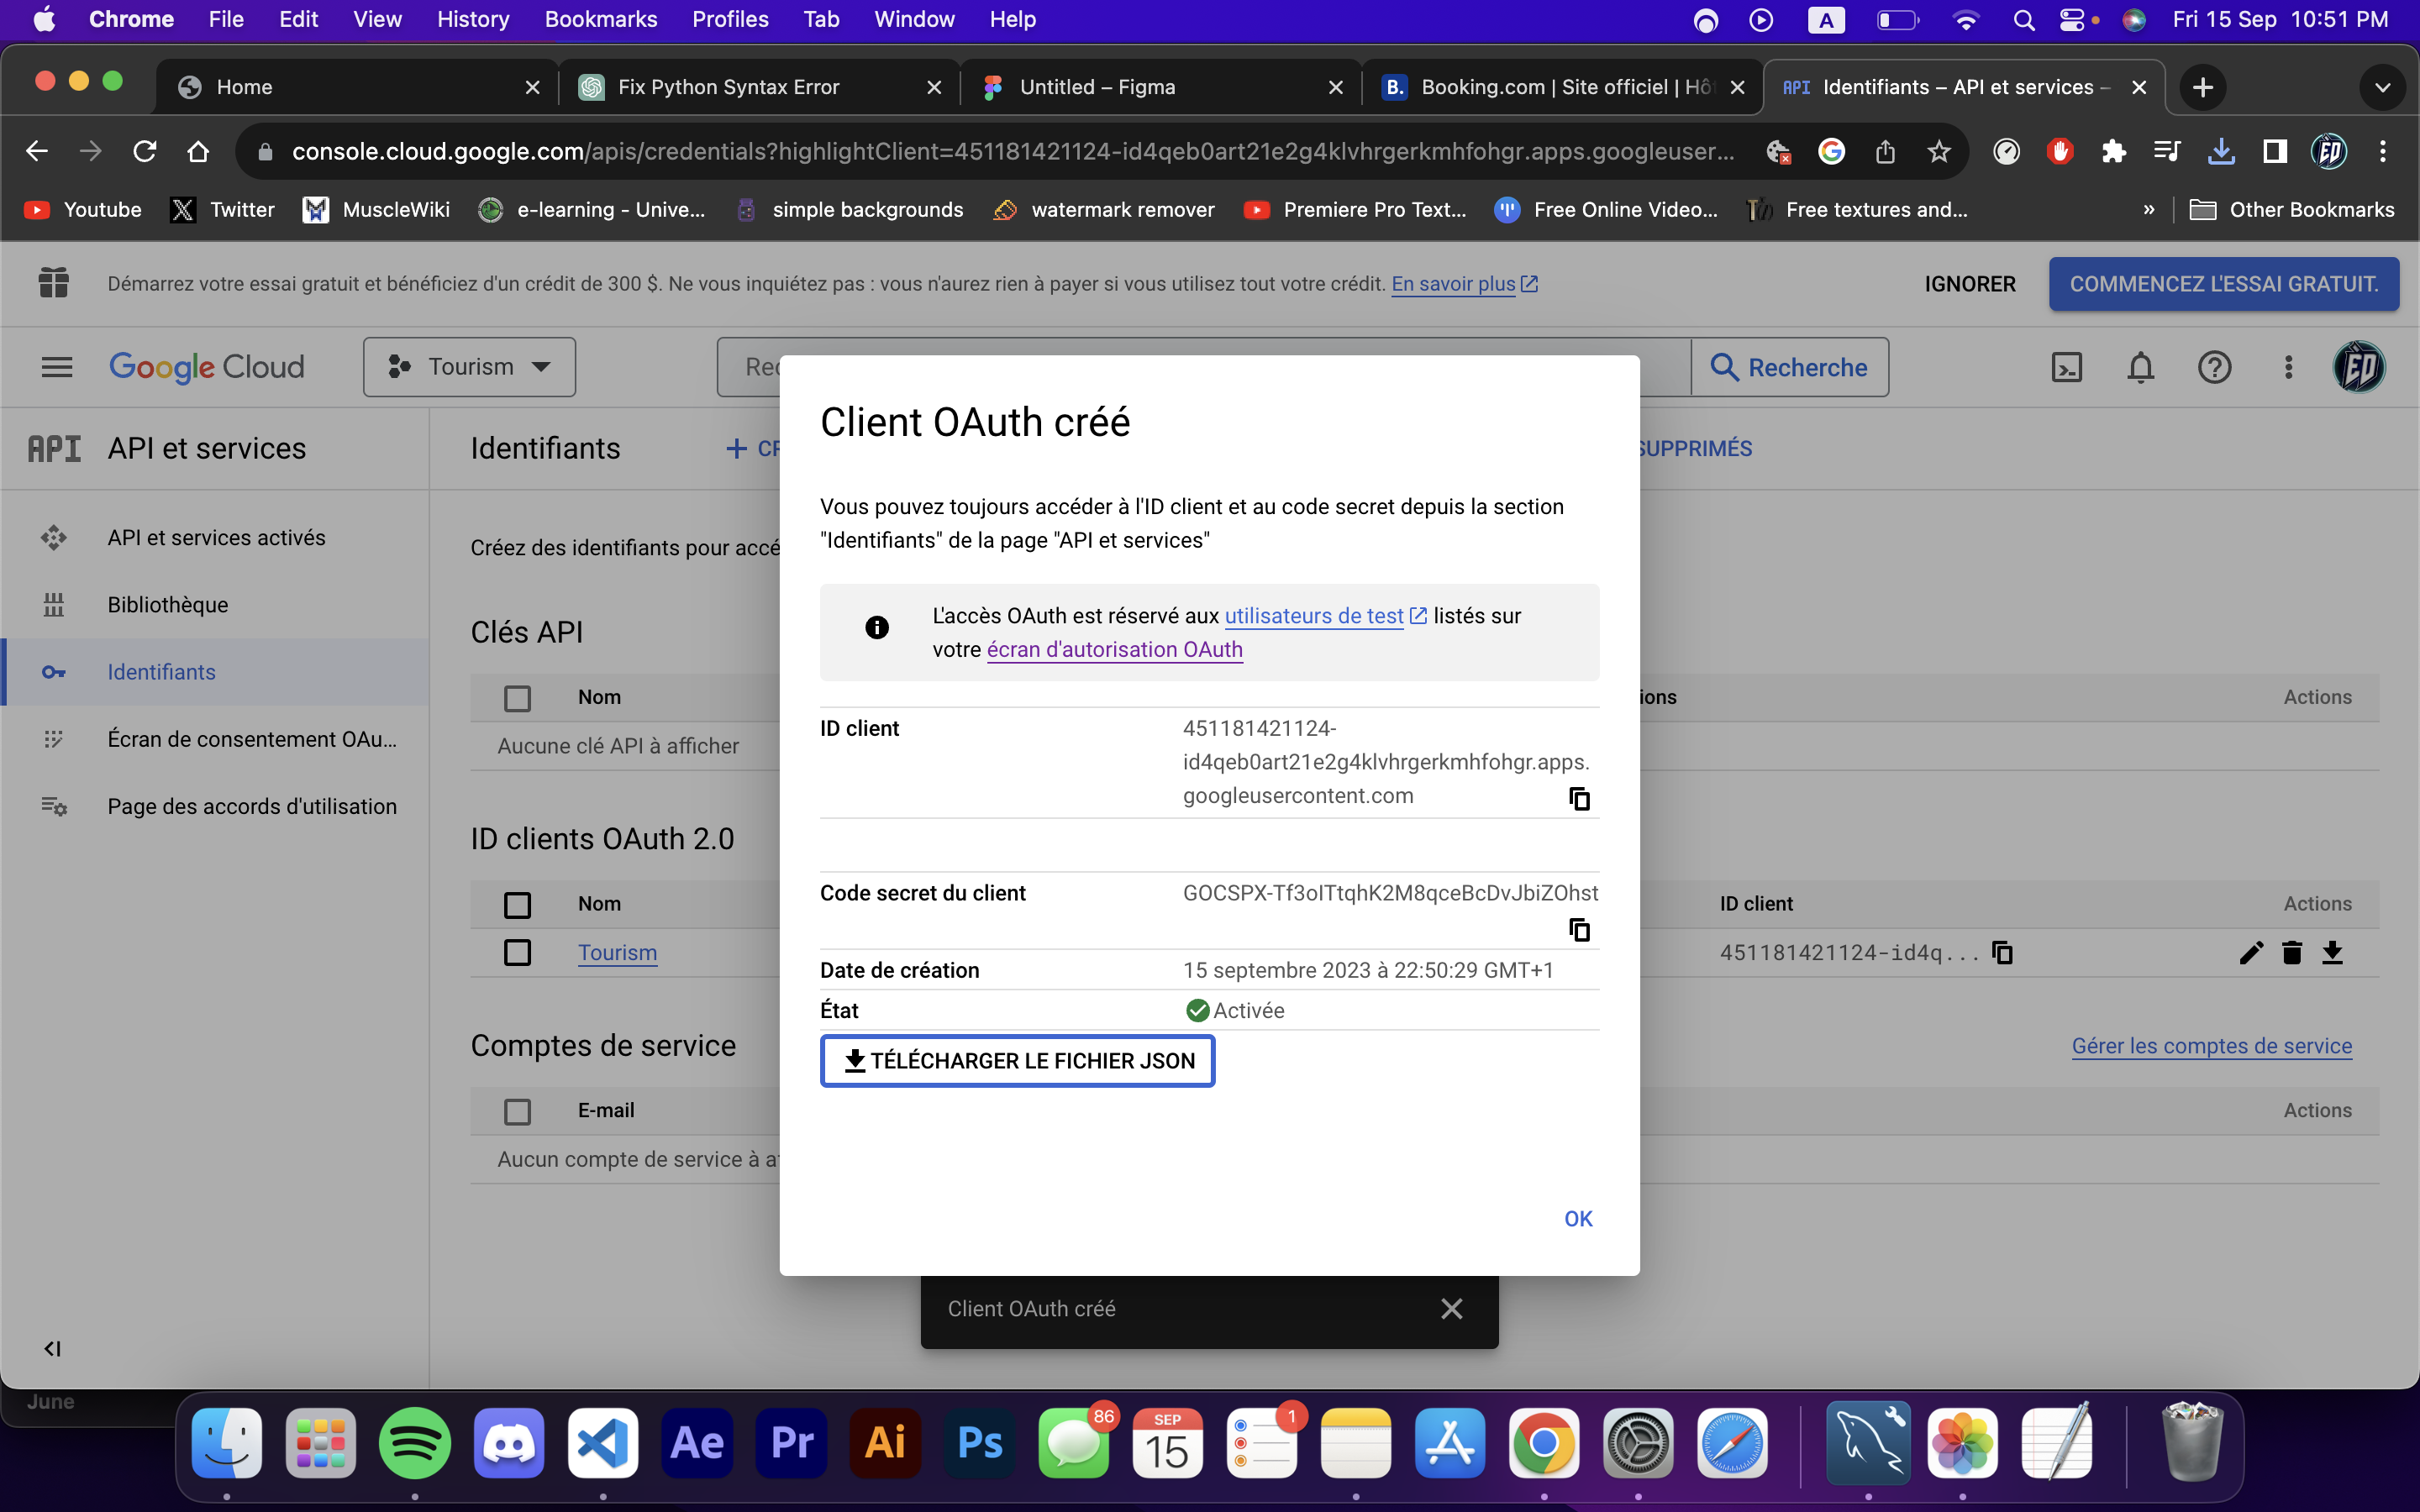 Chrome File Edit View History Bookmarks Profiles Tab Window Help A Fri 15 Sep 10:51 PM
Home Fix Python Syntax Error Untitled – Figma B. Booking.com | Site officiel | Hôt API Identifiants – API et services –
console.cloud.google.com/apis/credentials?highlightClient=451181421124-id4qeb0art21e2g4klvhrgerkmhfohgr.apps.googleuser... ED
Youtube Twitter MuscleWiki e-learning - Unive... simple backgrounds watermark remover Premiere Pro Text... Free Online Video... Free textures and... » Other Bookmarks
Démarrez votre essai gratuit et bénéficiez d'un crédit de 300 $. Ne vous inquiétez pas : vous n'aurez rien à payer si vous utilisez tout votre crédit. En savoir plus IGNORER COMMENCEZ L'ESSAI GRATUIT.
Google Cloud Tourism Rec Recherche ED
API API et services Identifiants + CR SUPPRIMÉS
API et services activés
Bibliothèque
Identifiants
Écran de consentement OAu...
Page des accords d'utilisation
Créez des identifiants pour accé
Clés API
Nom ions Actions
Aucune clé API à afficher
ID clients OAuth 2.0
Nom ID client Actions
Tourism 451181421124-id4q...
Comptes de service Gérer les comptes de service
E-mail Actions
Aucun compte de service à a
Client OAuth créé
Vous pouvez toujours accéder à l'ID client et au code secret depuis la section
"Identifiants" de la page "API et services"
L'accès OAuth est réservé aux utilisateurs de test listés sur
votre écran d'autorisation OAuth
ID client 451181421124-
id4qeb0art21e2g4klvhrgerkmhfohgr.apps.
googleusercontent.com
Code secret du client 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
Date de création 15 septembre 2023 à 22:50:29 GMT+1
État Activée
TÉLÉCHARGER LE FICHIER JSON
OK
Client OAuth créé
June
Ae Pr Ai Ps 86 SEP 15 1